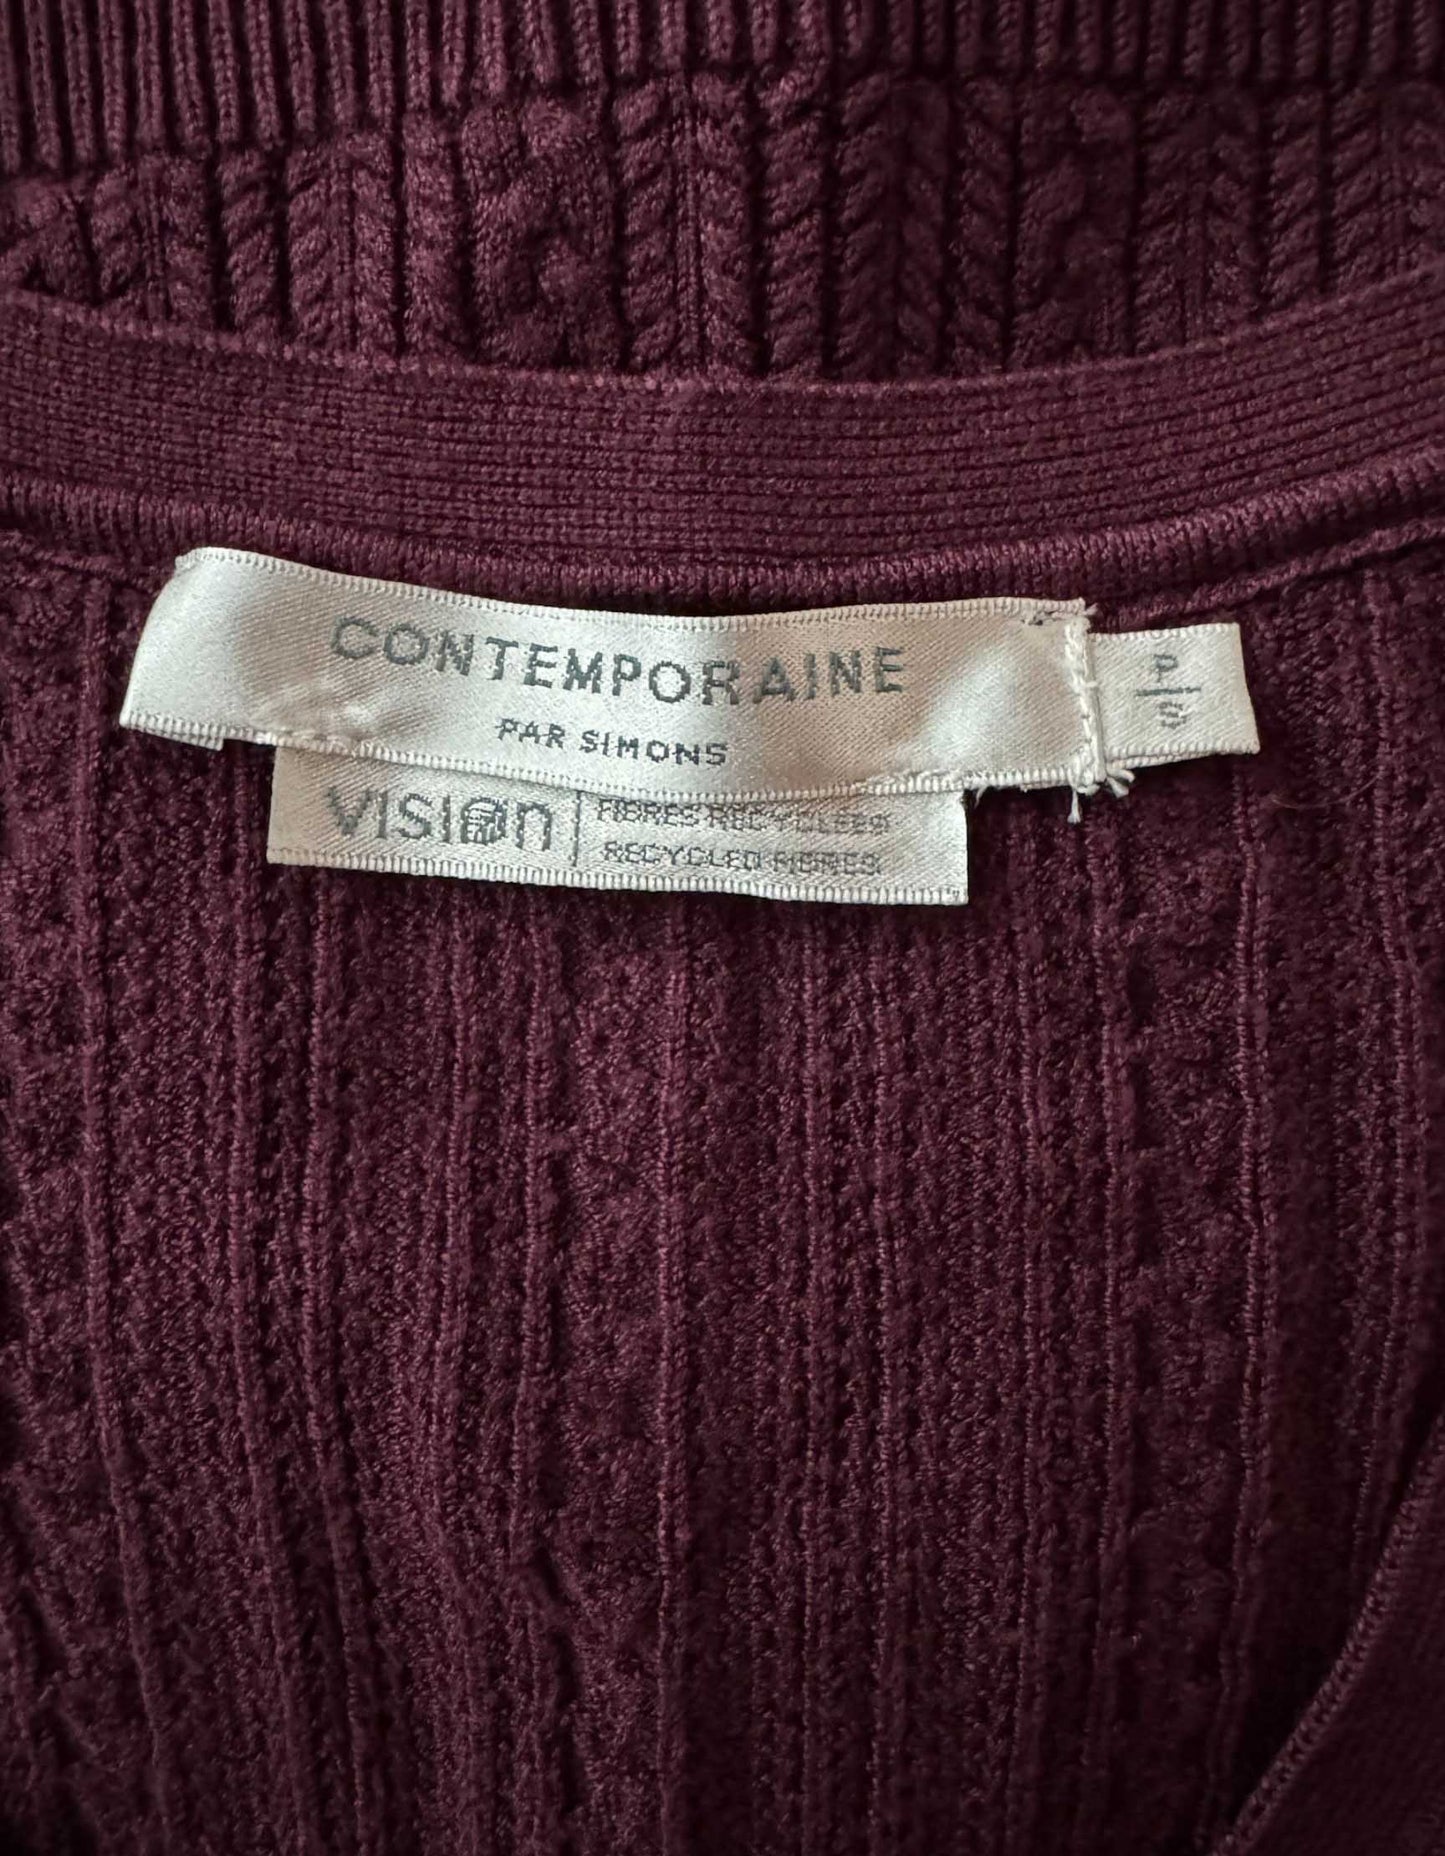 CONTEMPORAINE
PAR SIMONS
VISION | FIBRES RECYCLÉES
RECYCLED FIBRES
P/S